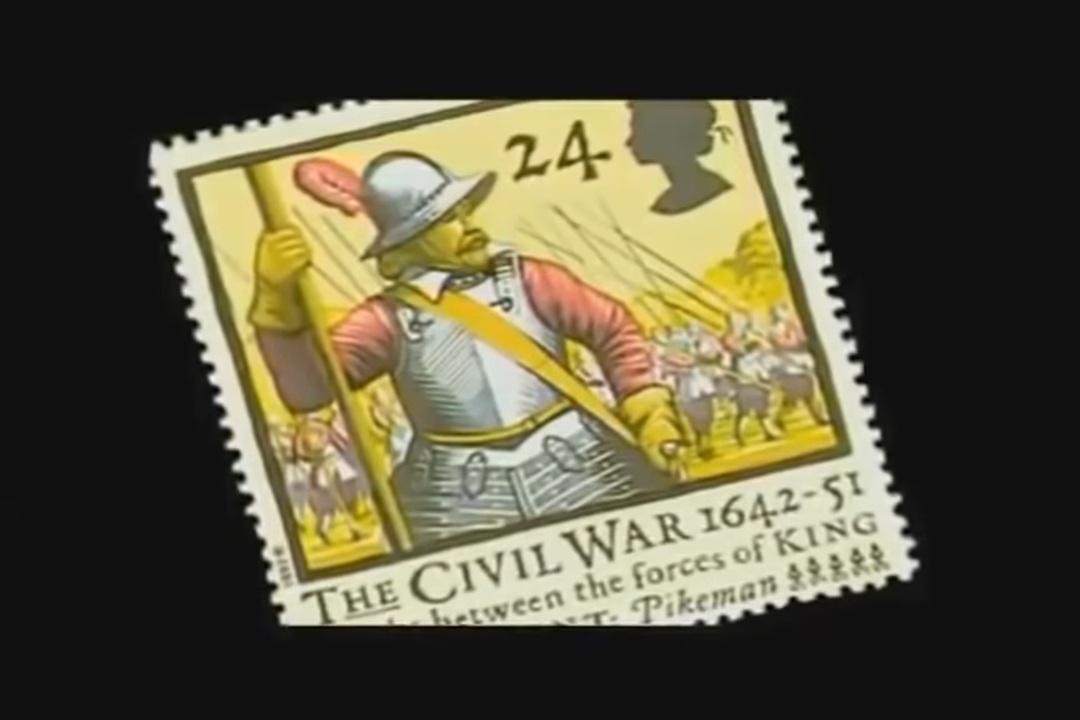 24
THE CIVIL WAR 1642-51
between the forces of KING
Pikeman